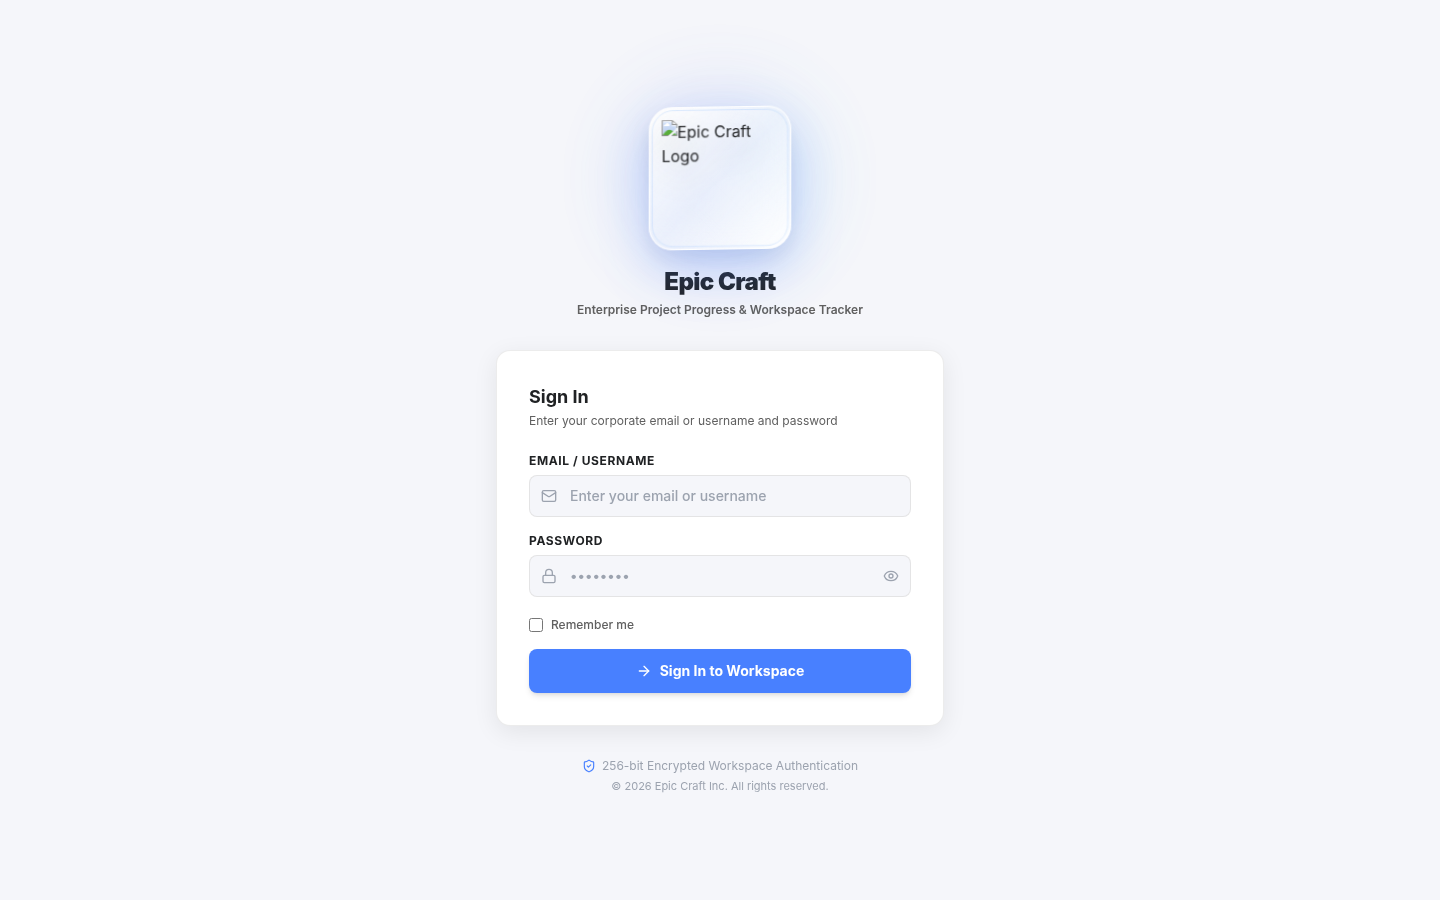 Epic Craft
Logo
Epic Craft
Enterprise Project Progress & Workspace Tracker
Sign In
Enter your corporate email or username and password
EMAIL / USERNAME
Enter your email or username
PASSWORD
••••••••
Remember me
Sign In to Workspace
256-bit Encrypted Workspace Authentication
© 2026 Epic Craft Inc. All rights reserved.